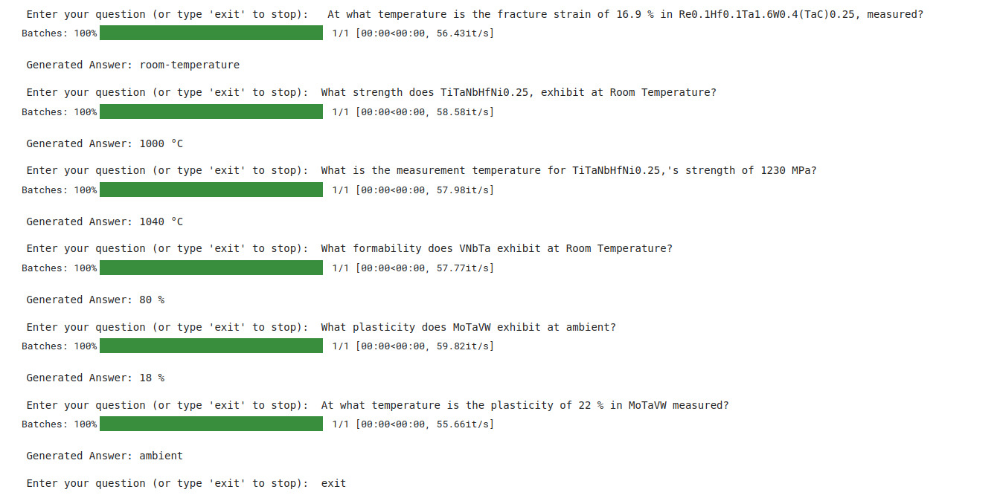 Enter your question (or type 'exit' to stop):   At what temperature is the fracture strain of 16.9 % in Re0.1Hf0.1Ta1.6W0.4(TaC)0.25, measured?
Batches: 100% 1/1 [00:00<00:00, 56.43it/s]
Generated Answer: room-temperature
Enter your question (or type 'exit' to stop):  What strength does TiTaNbHfNi0.25, exhibit at Room Temperature?
Batches: 100% 1/1 [00:00<00:00, 58.58it/s]
Generated Answer: 1000 °C
Enter your question (or type 'exit' to stop):  What is the measurement temperature for TiTaNbHfNi0.25,'s strength of 1230 MPa?
Batches: 100% 1/1 [00:00<00:00, 57.98it/s]
Generated Answer: 1040 °C
Enter your question (or type 'exit' to stop):  What formability does VNbTa exhibit at Room Temperature?
Batches: 100% 1/1 [00:00<00:00, 57.77it/s]
Generated Answer: 80 %
Enter your question (or type 'exit' to stop):  What plasticity does MoTaVW exhibit at ambient?
Batches: 100% 1/1 [00:00<00:00, 59.82it/s]
Generated Answer: 18 %
Enter your question (or type 'exit' to stop):  At what temperature is the plasticity of 22 % in MoTaVW measured?
Batches: 100% 1/1 [00:00<00:00, 55.66it/s]
Generated Answer: ambient
Enter your question (or type 'exit' to stop):  exit